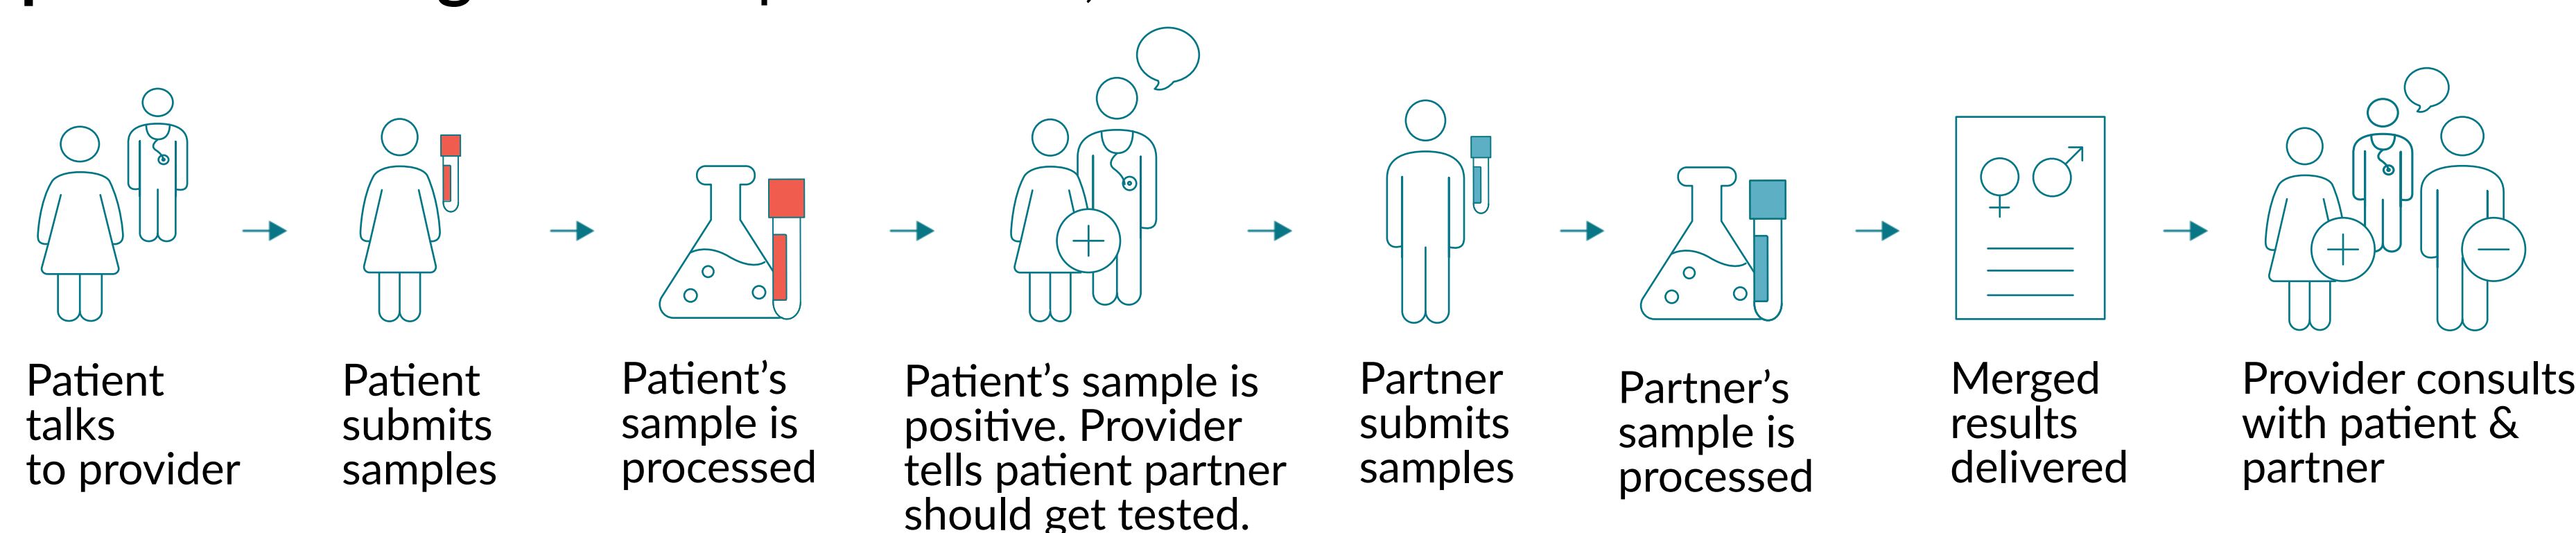 Patient
talks
to provider
Patient
submits
samples
Patient's
sample is
processed
Patient's sample is
positive. Provider
tells patient partner
should get tested.
Partner
submits
samples
Partner's
sample is
processed
Merged
results
delivered
Provider consults
with patient &
partner